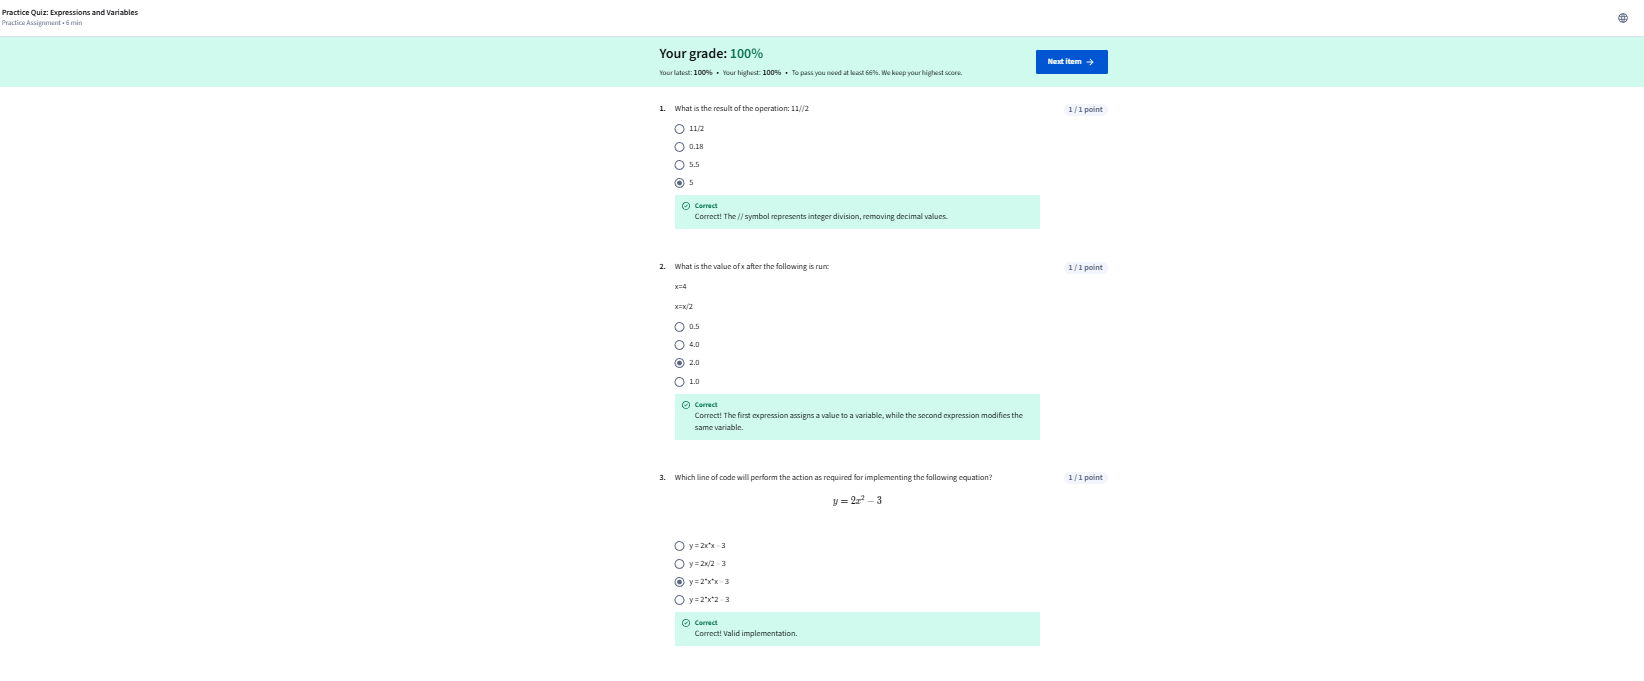 Practice Quiz: Expressions and Variables
Practice Assignment • 6 min
Your grade: 100%
Your latest: 100% • Your highest: 100% • To pass you need at least 66%. We keep your highest score.
Next item →
1. What is the result of the operation: 11//2
1 / 1 point
11/2
0.18
5.5
5
Correct
Correct! The // symbol represents integer division, removing decimal values.
2. What is the value of x after the following is run:
1 / 1 point
x=4
x=x/2
0.5
4.0
2.0
1.0
Correct
Correct! The first expression assigns a value to a variable, while the second expression modifies the
same variable.
3. Which line of code will perform the action as required for implementing the following equation?
1 / 1 point
y = 2x² − 3
y = 2x*x – 3
y = 2x/2 – 3
y = 2*x*x – 3
y = 2*x*2 – 3
Correct
Correct! Valid implementation.